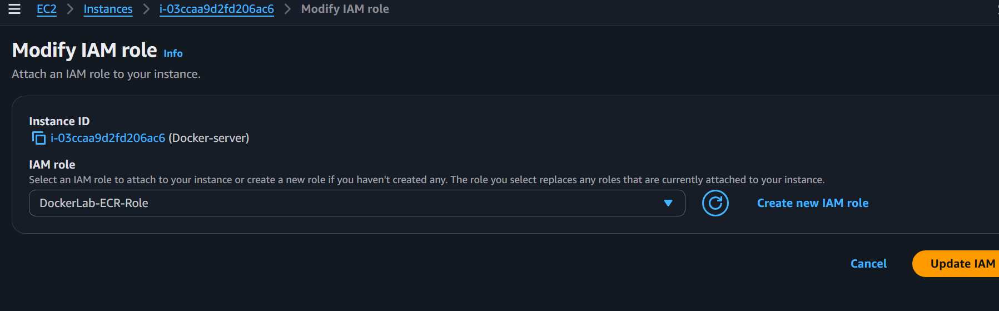 EC2 > Instances > i-03ccaa9d2fd206ac6 > Modify IAM role
Modify IAM role Info
Attach an IAM role to your instance.
Instance ID
i-03ccaa9d2fd206ac6 (Docker-server)
IAM role
Select an IAM role to attach to your instance or create a new role if you haven't created any. The role you select replaces any roles that are currently attached to your instance.
DockerLab-ECR-Role
Create new IAM role
Cancel
Update IAM